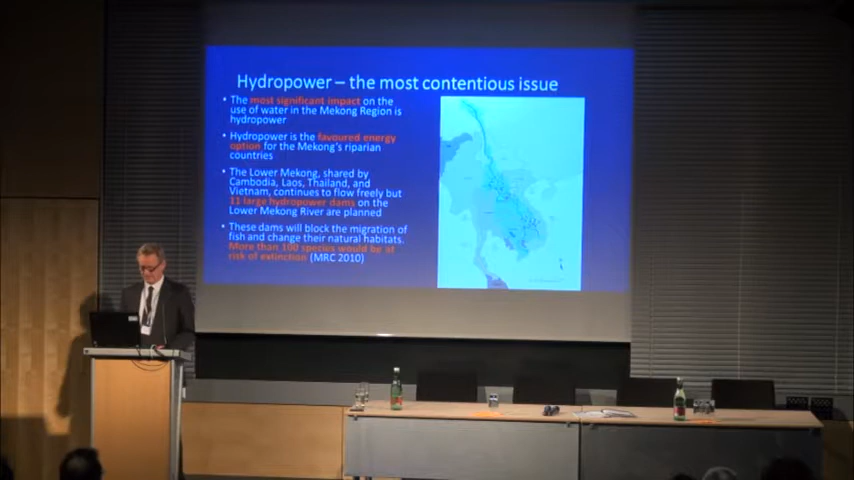 Hydropower – the most contentious issue
• The most significant impact on the
use of water in the Mekong Region is
hydropower
• Hydropower is the favoured energy
option for the Mekong's riparian
countries
• The Lower Mekong, shared by
Cambodia, Laos, Thailand, and
Vietnam, continues to flow freely but
11 large hydropower dams on the
Lower Mekong River are planned
• These dams will block the migration of
fish and change their natural habitats.
More than 100 species would be at
risk of extinction (MRC 2010)